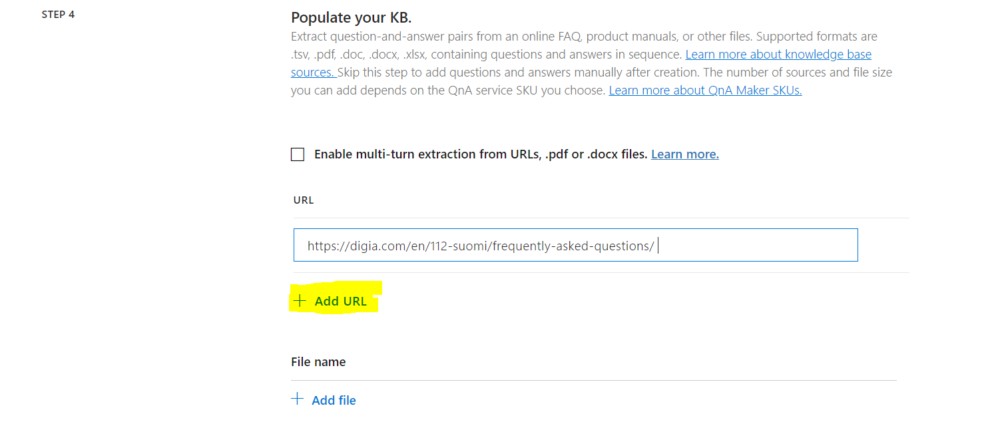 STEP 4
Populate your KB.
Extract question-and-answer pairs from an online FAQ, product manuals, or other files. Supported formats are
.tsv, .pdf, .doc, .docx, .xlsx, containing questions and answers in sequence. Learn more about knowledge base
sources. Skip this step to add questions and answers manually after creation. The number of sources and file size
you can add depends on the QnA service SKU you choose. Learn more about QnA Maker SKUs.
Enable multi-turn extraction from URLs, .pdf or .docx files. Learn more.
URL
https://digia.com/en/112-suomi/frequently-asked-questions/
+ Add URL
File name
+ Add file